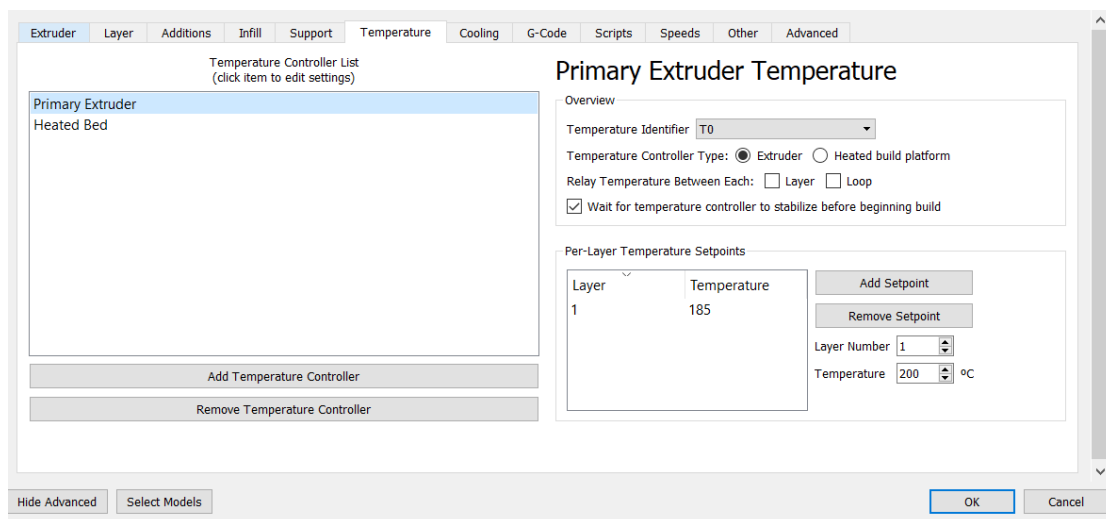 Extruder Layer Additions Infill Support Temperature Cooling G-Code Scripts Speeds Other Advanced
Temperature Controller List
(click item to edit settings)
Primary Extruder
Heated Bed
Add Temperature Controller
Remove Temperature Controller
Primary Extruder Temperature
Overview
Temperature Identifier T0
Temperature Controller Type: Extruder Heated build platform
Relay Temperature Between Each: Layer Loop
Wait for temperature controller to stabilize before beginning build
Per-Layer Temperature Setpoints
Layer Temperature
1 185
Add Setpoint
Remove Setpoint
Layer Number 1
Temperature 200 ºC
Hide Advanced Select Models OK Cancel